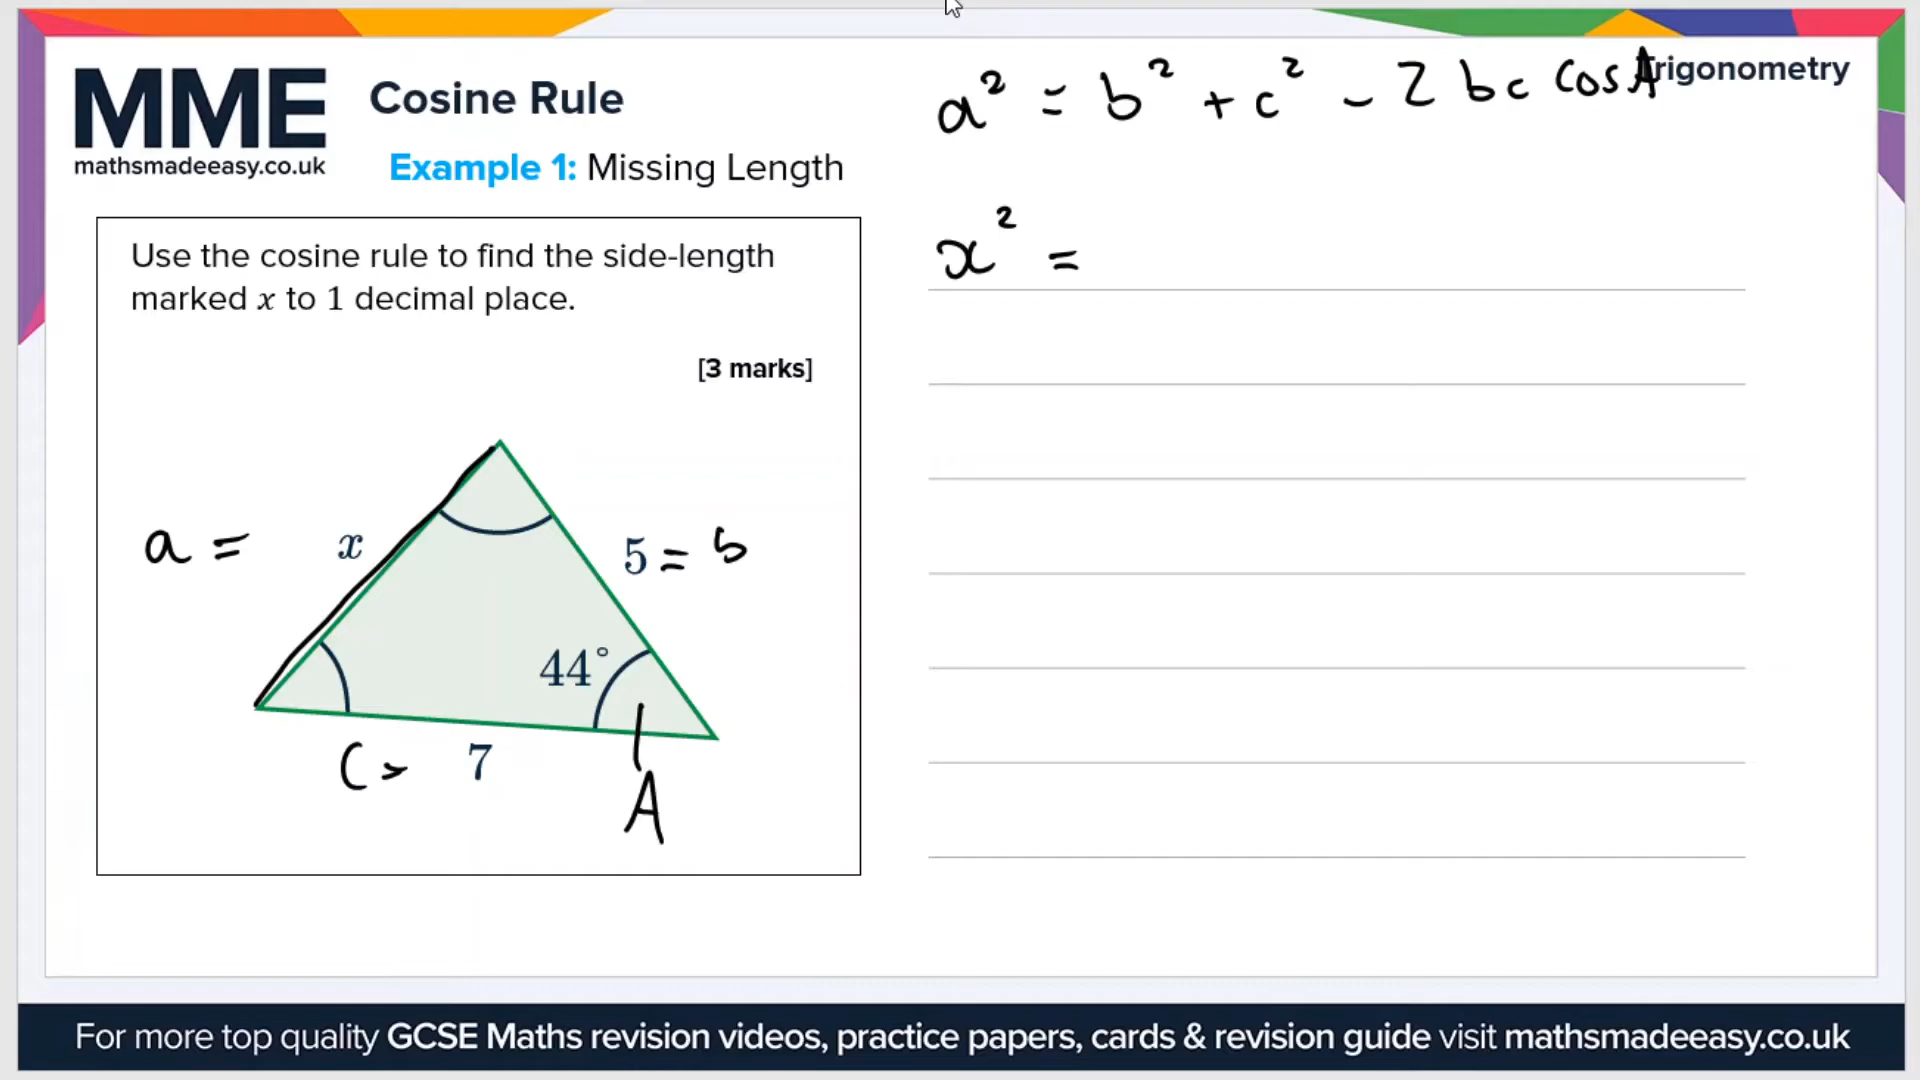 MME
mathsmadeeasy.co.uk
Cosine Rule
Example 1: Missing Length
Trigonometry
a² = b² + c² - 2bc cosA
x² =
Use the cosine rule to find the side-length
marked x to 1 decimal place.
[3 marks]
a = x
5 = b
44°
c = 7
A
For more top quality GCSE Maths revision videos, practice papers, cards & revision guide visit mathsmadeeasy.co.uk